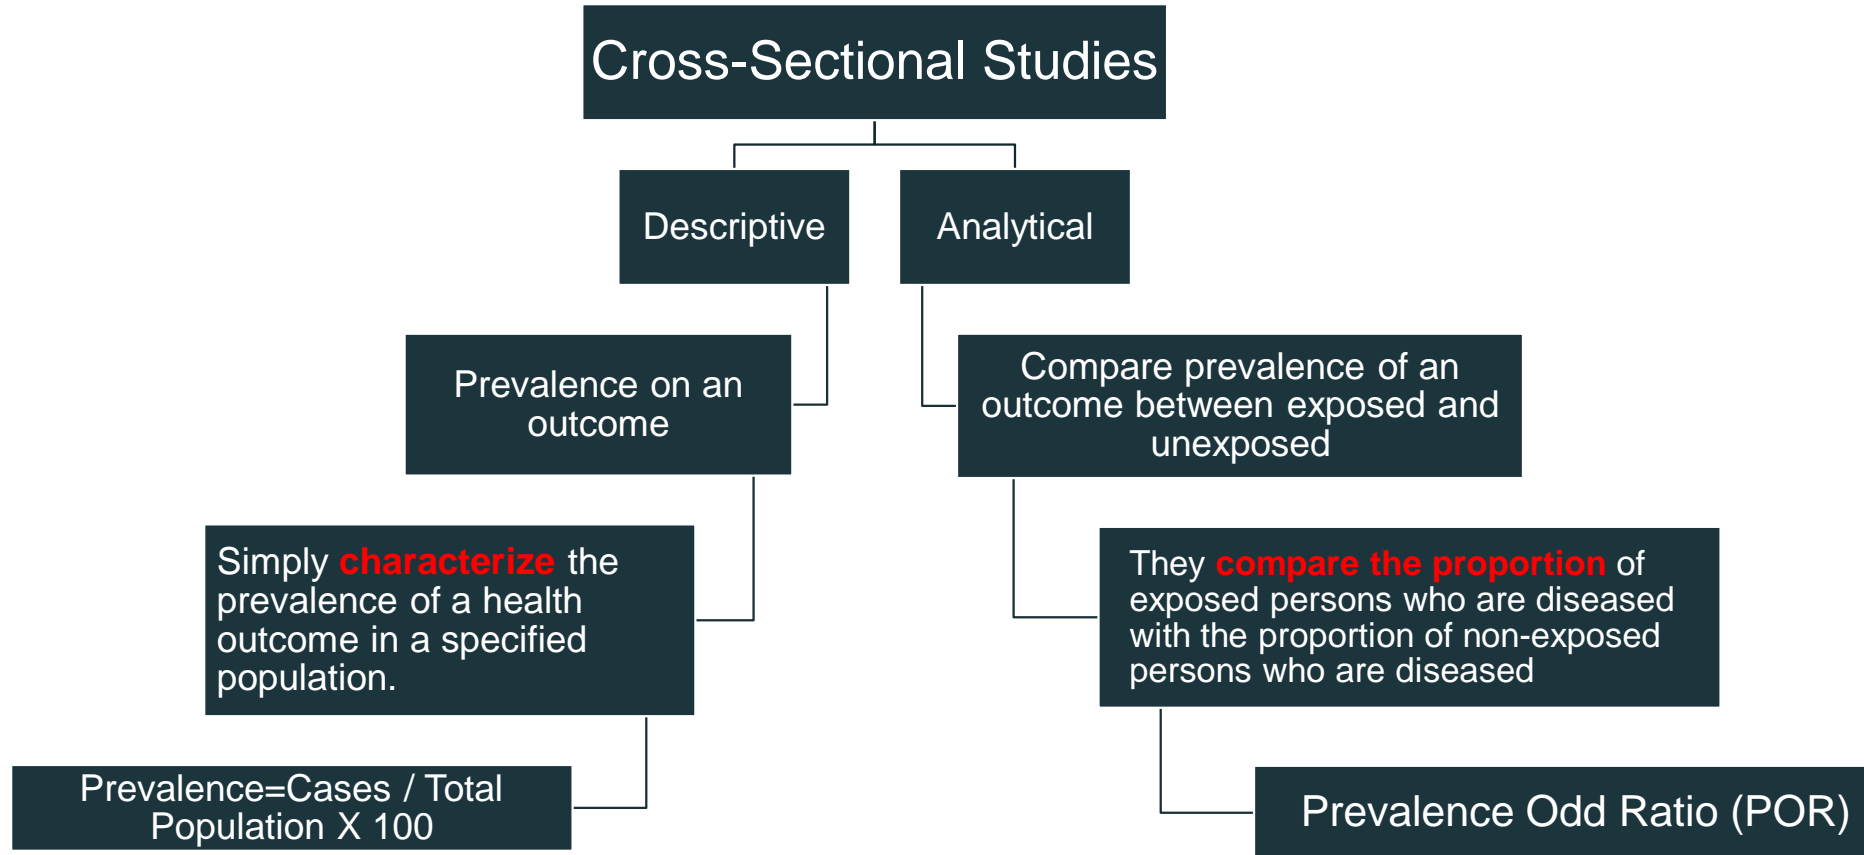 Cross-Sectional Studies
Descriptive
Analytical
Prevalence on an
outcome
Compare prevalence of an
outcome between exposed and
unexposed
Simply characterize the
prevalence of a health
outcome in a specified
population.
They compare the proportion of
exposed persons who are diseased
with the proportion of non-exposed
persons who are diseased
Prevalence=Cases / Total
Population X 100
Prevalence Odd Ratio (POR)